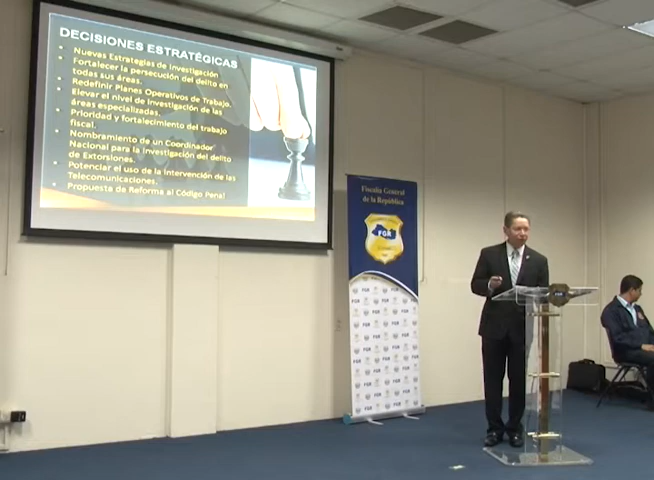 DECISIONES ESTRATÉGICAS
• Nuevas Estrategias de Investigación
• Fortalecer la persecución del delito en
todas sus áreas.
• Redefinir Planes Operativos de Trabajo.
• Elevar el nivel de investigación de las
áreas especializadas.
• Prioridad y fortalecimiento del trabajo
fiscal.
• Nombramiento de un Coordinador
Nacional para la Investigación del delito
de Extorsiones.
• Potenciar el uso de la Intervención de las
Telecomunicaciones.
• Propuesta de Reforma al Código Penal
Fiscalía General
de la República
FGR